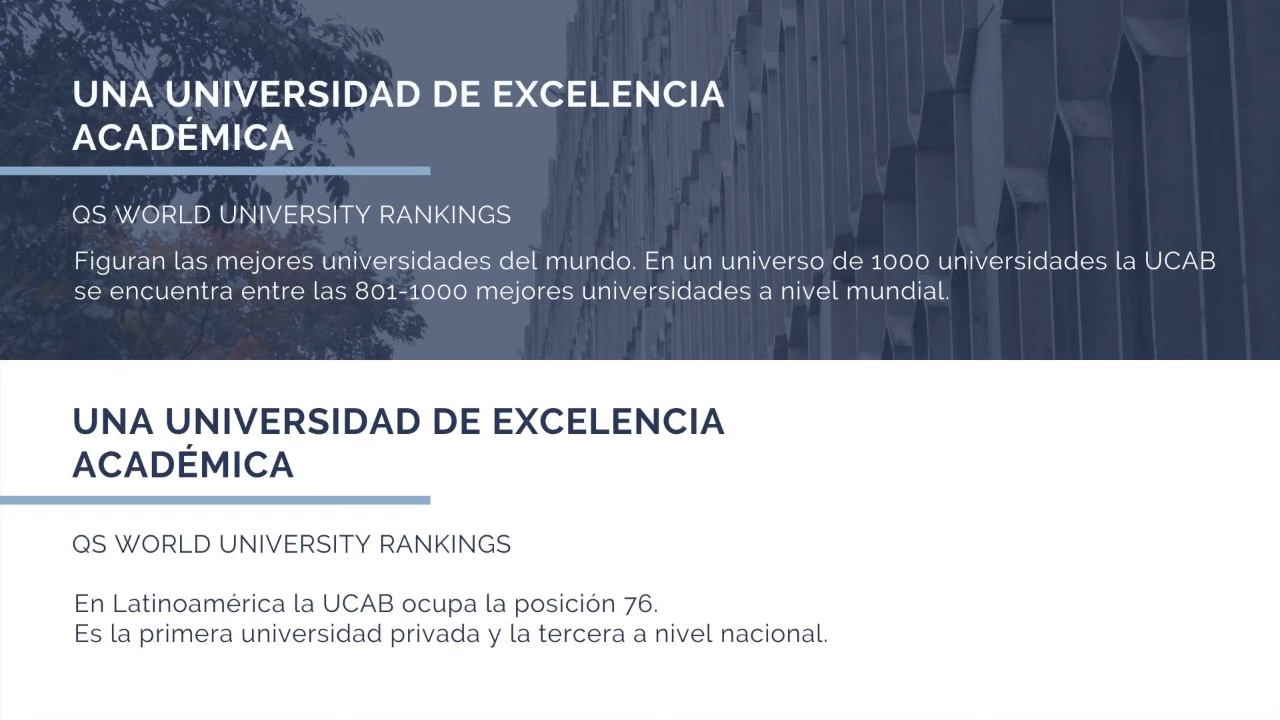 UNA UNIVERSIDAD DE EXCELENCIA
ACADÉMICA
QS WORLD UNIVERSITY RANKINGS
Figuran las mejores universidades del mundo. En un universo de 1000 universidades la UCAB
se encuentra entre las 801-1000 mejores universidades a nivel mundial.
UNA UNIVERSIDAD DE EXCELENCIA
ACADÉMICA
QS WORLD UNIVERSITY RANKINGS
En Latinoamérica la UCAB ocupa la posición 76.
Es la primera universidad privada y la tercera a nivel nacional.